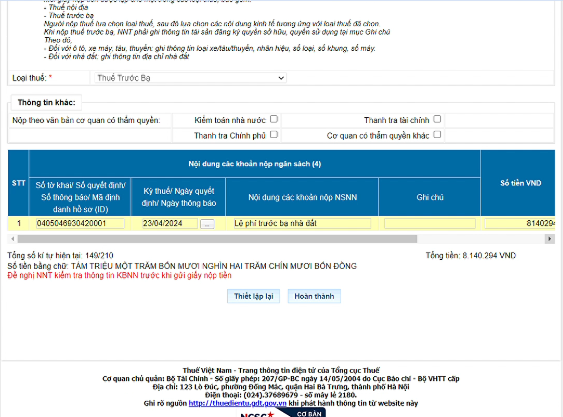 - Thuế nội địa
- Thuế trước bạ
Người nộp thuế lựa chọn loại thuế, sau đó lựa chọn các nội dung kinh tế tương ứng với loại thuế đã chọn
Khi nộp thuế trước bạ, NNT phải ghi thông tin tài sản đăng ký quyền sở hữu, quyền sử dụng tại mục Ghi chú
Theo đó,
- Đối với ô tô, xe máy, tàu, thuyền: ghi thông tin loại xe/tàu/thuyền, nhãn hiệu, số loại, số khung, số máy.
- Đối với nhà đất: ghi thông tin địa chỉ nhà đất
Loại thuế: * Thuế Trước Bạ
Thông tin khác:
Nộp theo văn bản cơ quan có thẩm quyền: Kiểm toán nhà nước Thanh tra tài chính
Thanh tra Chính phủ Cơ quan có thẩm quyền khác
Nội dung các khoản nộp ngân sách (4)
STT Số tờ khai/ Số quyết định/ Số thông báo/ Mã định danh hồ sơ (ID) Kỳ thuế/ Ngày quyết định/ Ngày thông báo Nội dung các khoản nộp NSNN Ghi chú Số tiền VND
1 0405046930420001 23/04/2024 ... Lệ phí trước bạ nhà đất 8140294
Tổng số kí tự hiện tại: 149/210 Tổng tiền: 8.140.294 VND
Số tiền bằng chữ: TÁM TRIỆU MỘT TRĂM BỐN MƯƠI NGHÌN HAI TRĂM CHÍN MƯƠI BỐN ĐỒNG
Đề nghị NNT kiểm tra thông tin KBNN trước khi gửi giấy nộp tiền
Thiết lập lại Hoàn thành
Thuế Việt Nam - Trang thông tin điện tử của Tổng cục Thuế
Cơ quan chủ quản: Bộ Tài Chính - Số giấy phép: 207/GP-BC ngày 14/05/2004 do Cục Báo chí - Bộ VHTT cấp
Địa chỉ: 123 Lò Đúc, phường Đống Mác, quận Hai Bà Trưng, thành phố Hà Nội
Điện thoại: (024).37689679 - số máy lẻ 2180.
Ghi rõ nguồn http://thuedientu.gdt.gov.vn khi phát hành thông tin từ website này
NCSC CƠ BẢN